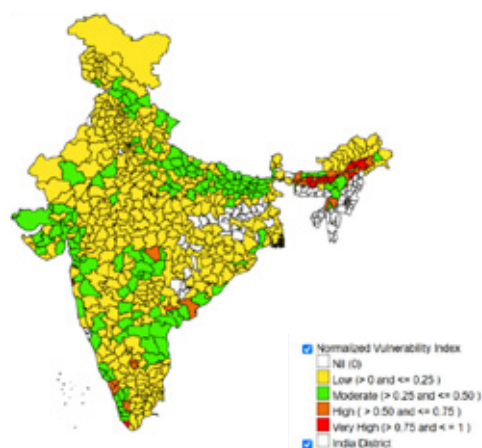 Normalized Vulnerability Index
Nil (0)
Low (> 0 and <= 0.25 )
Moderate (> 0.25 and <= 0.50 )
High ( > 0.50 and <= 0.75 )
Very High (> 0.75 and < = 1 )
India District